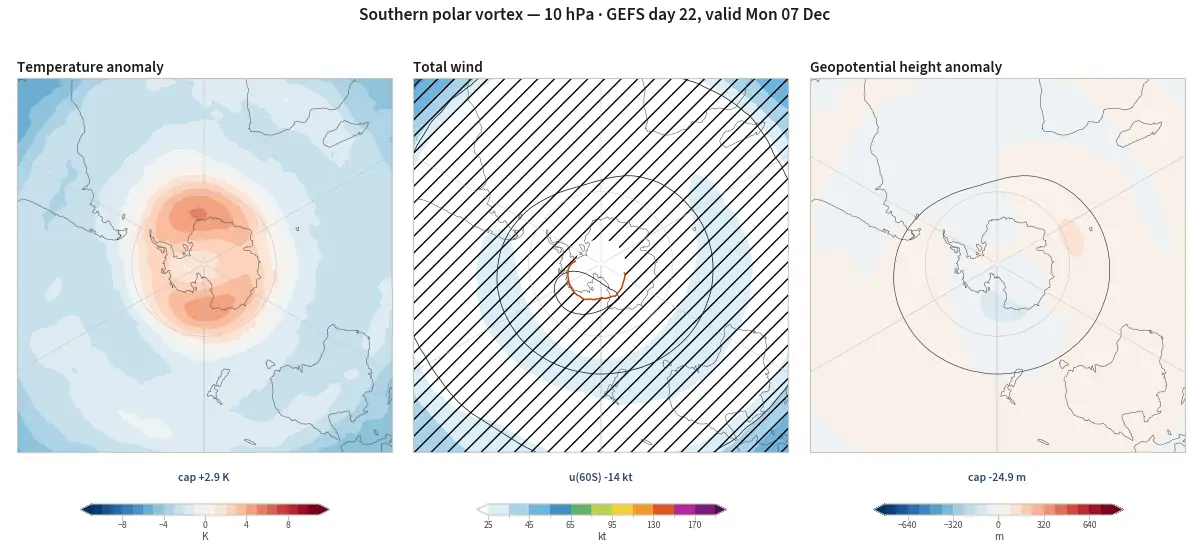 Southern polar vortex — 10 hPa · GEFS day 22, valid Mon 07 Dec
Temperature anomaly
Total wind
Geopotential height anomaly
cap +2.9 K
u(60S) -14 kt
cap -24.9 m
−8 −4 0 4 8
K
25 45 65 95 130 170
kt
−640 −320 0 320 640
m